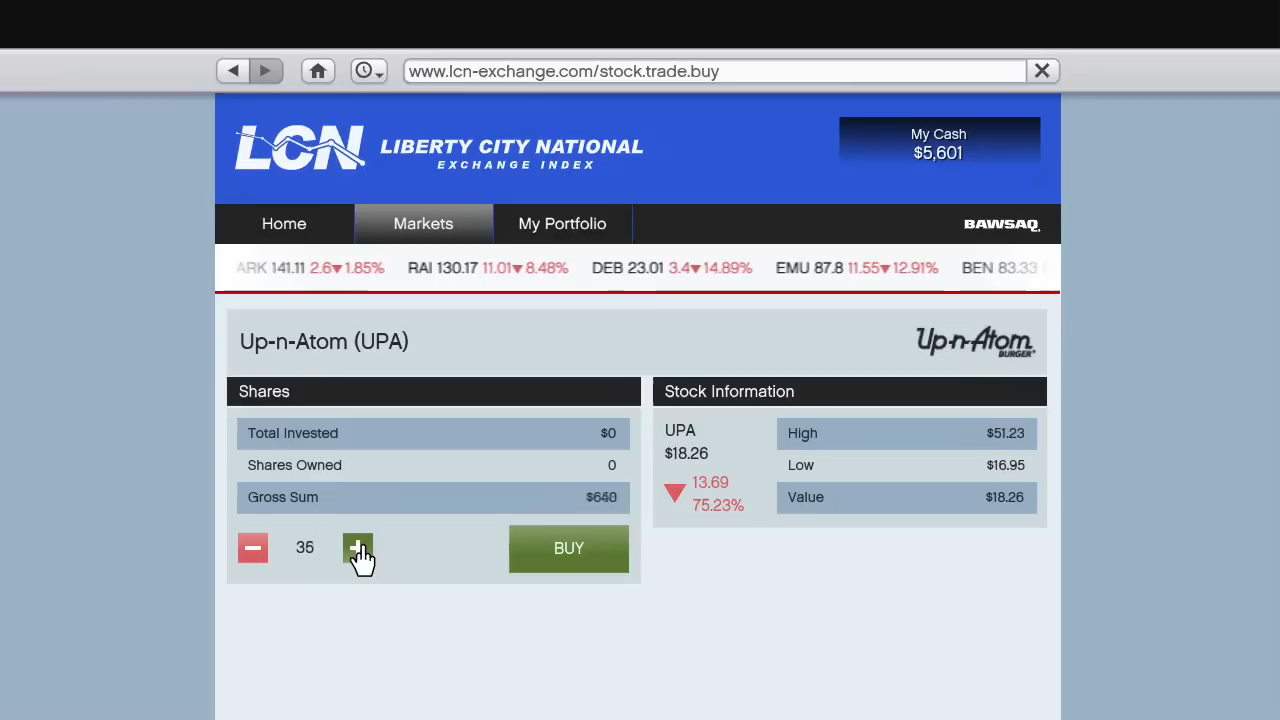 www.lcn-exchange.com/stock.trade.buy
LCN LIBERTY CITY NATIONAL
EXCHANGE INDEX
My Cash
$5,601
Home Markets My Portfolio BAWSAQ
ARK 141.11 2.6▼1.85% RAI 130.17 11.01▼8.48% DEB 23.01 3.4▼14.89% EMU 87.8 11.55▼12.91% BEN 83.33
Up-n-Atom (UPA) Up-n-Atom
BURGER
Shares
Total Invested $0
Shares Owned 0
Gross Sum
BUY
Stock Information
UPA
$18.26
▼ 13.69
75.23%
High $51.23
Low $16.95
Value $18.26